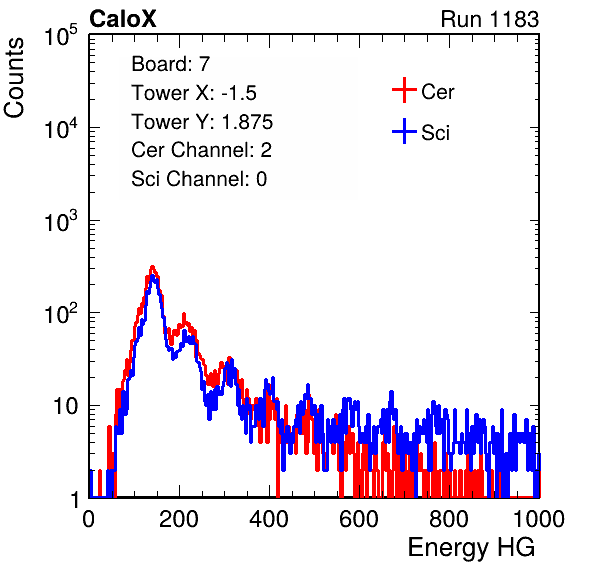 CaloX Run 1183
Counts
10^5
10^4
10^3
10^2
10
1
Board: 7
Tower X: -1.5
Tower Y: 1.875
Cer Channel: 2
Sci Channel: 0
Cer
Sci
0 200 400 600 800 1000
Energy HG